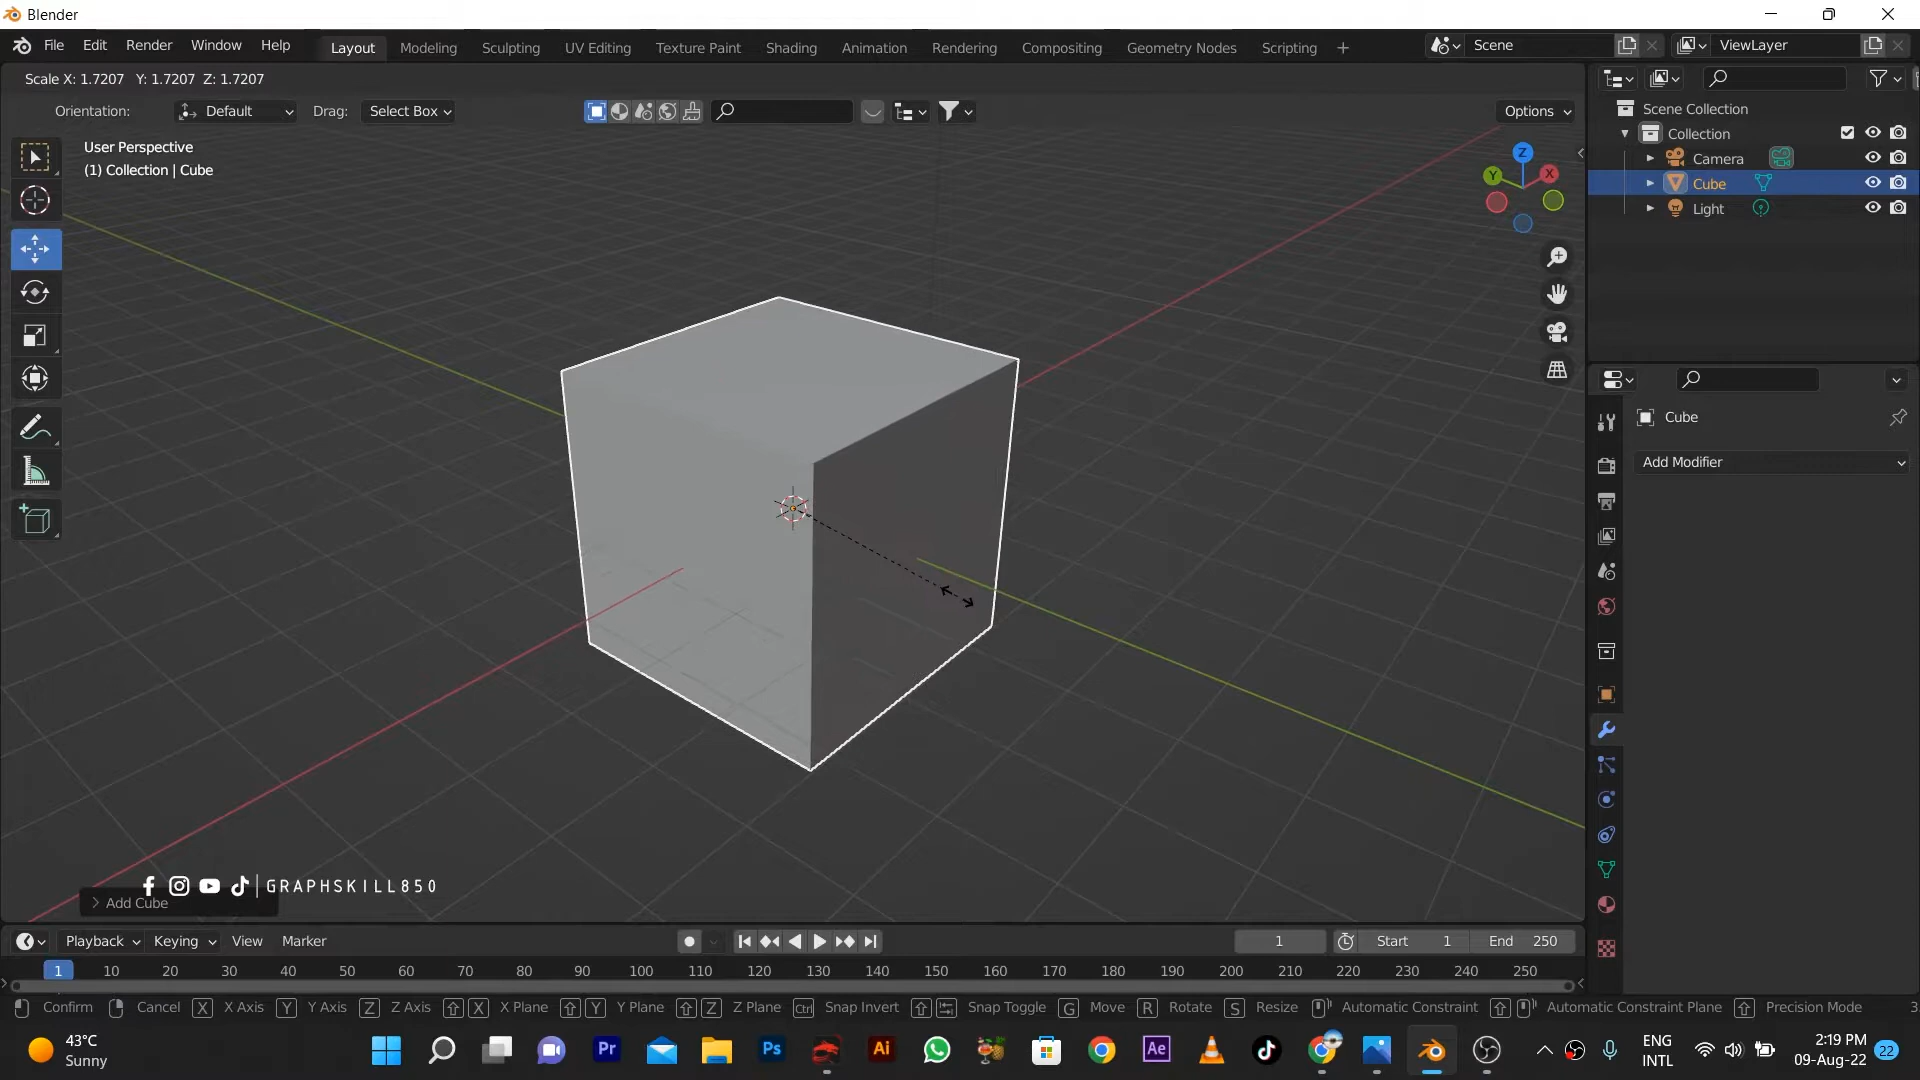 Blender
File Edit Render Window Help Layout Modeling Sculpting UV Editing Texture Paint Shading Animation Rendering Compositing Geometry Nodes Scripting + Scene ViewLayer
Scale X: 1.7207 Y: 1.7207 Z: 1.7207
Orientation: Default Drag: Select Box Options
User Perspective
(1) Collection | Cube
Z
Y X
Scene Collection
Collection
Camera
Cube
Light
Cube
Add Modifier
GRAPHSKILL850
Add Cube
Playback Keying View Marker 1 Start 1 End 250
1 10 20 30 40 50 60 70 80 90 100 110 120 130 140 150 160 170 180 190 200 210 220 230 240 250
Confirm Cancel X X Axis Y Y Axis Z Z Axis X X Plane Y Y Plane Z Z Plane Ctrl Snap Invert Snap Toggle G Move R Rotate S Resize Automatic Constraint Automatic Constraint Plane Precision Mode 3
43°C
Sunny
Pr Ps Ai Ae
ENG
INTL
2:19 PM
09-Aug-22
22